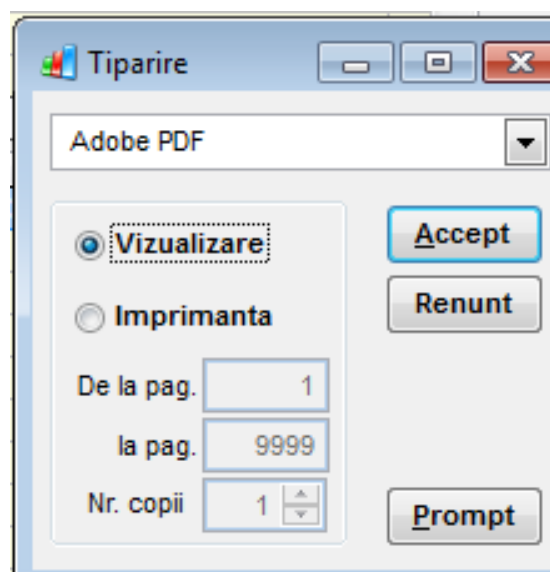 Tiparire
Adobe PDF
Vizualizare
Accept
Imprimanta
Renunt
De la pag. 1
la pag. 9999
Nr. copii 1
Prompt